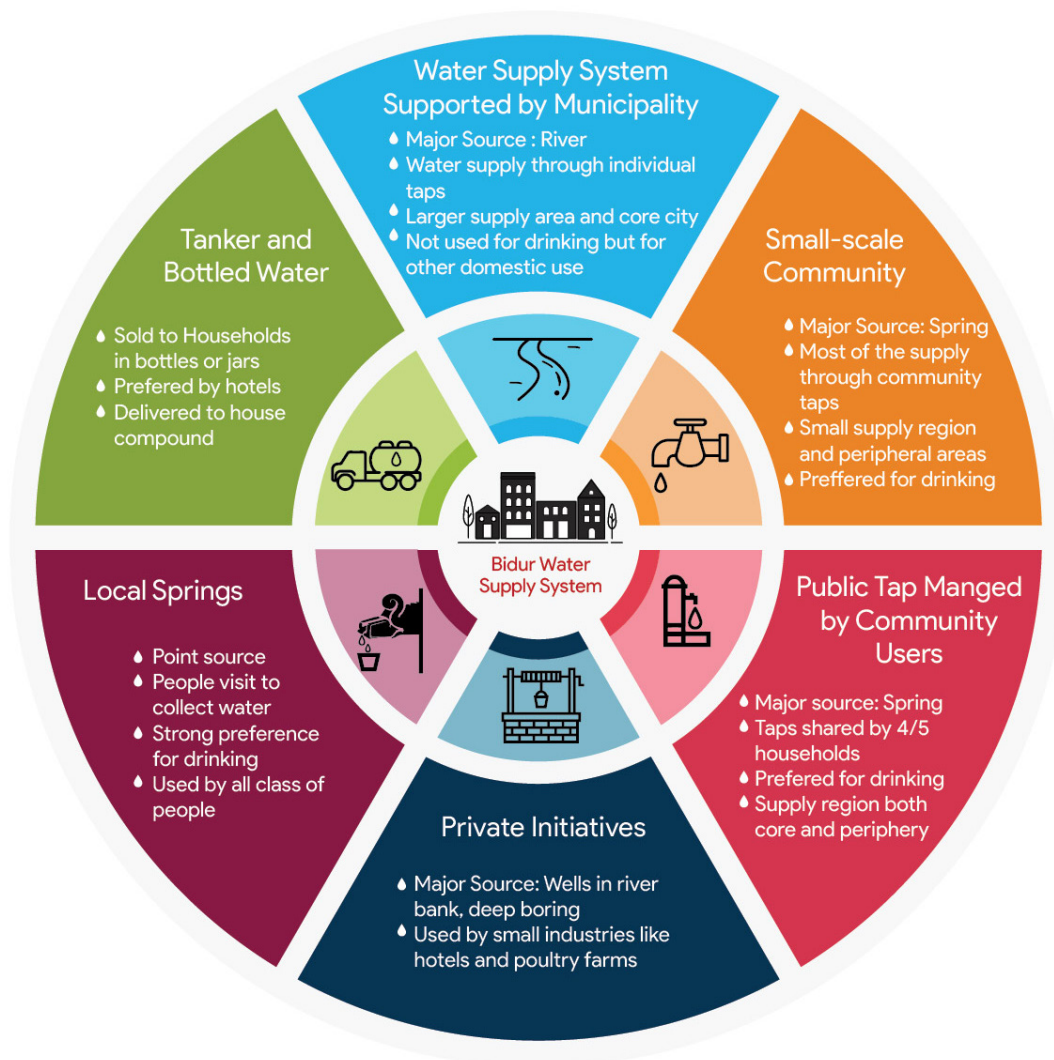 Water Supply System
Supported by Municipality
Major Source : River
Water supply through individual
taps
Larger supply area and core city
Not used for drinking but for
other domestic use
Small-scale
Community
Major Source: Spring
Most of the supply
through community
taps
Small supply region
and peripheral areas
Preffered for drinking
Public Tap Manged
by Community
Users
Major source: Spring
Taps shared by 4/5
households
Prefered for drinking
Supply region both
core and periphery
Private Initiatives
Major Source: Wells in river
bank, deep boring
Used by small industries like
hotels and poultry farms
Local Springs
Point source
People visit to
collect water
Strong preference
for drinking
Used by all class of
people
Tanker and
Bottled Water
Sold to Households
in bottles or jars
Prefered by hotels
Delivered to house
compound
Bidur Water
Supply System